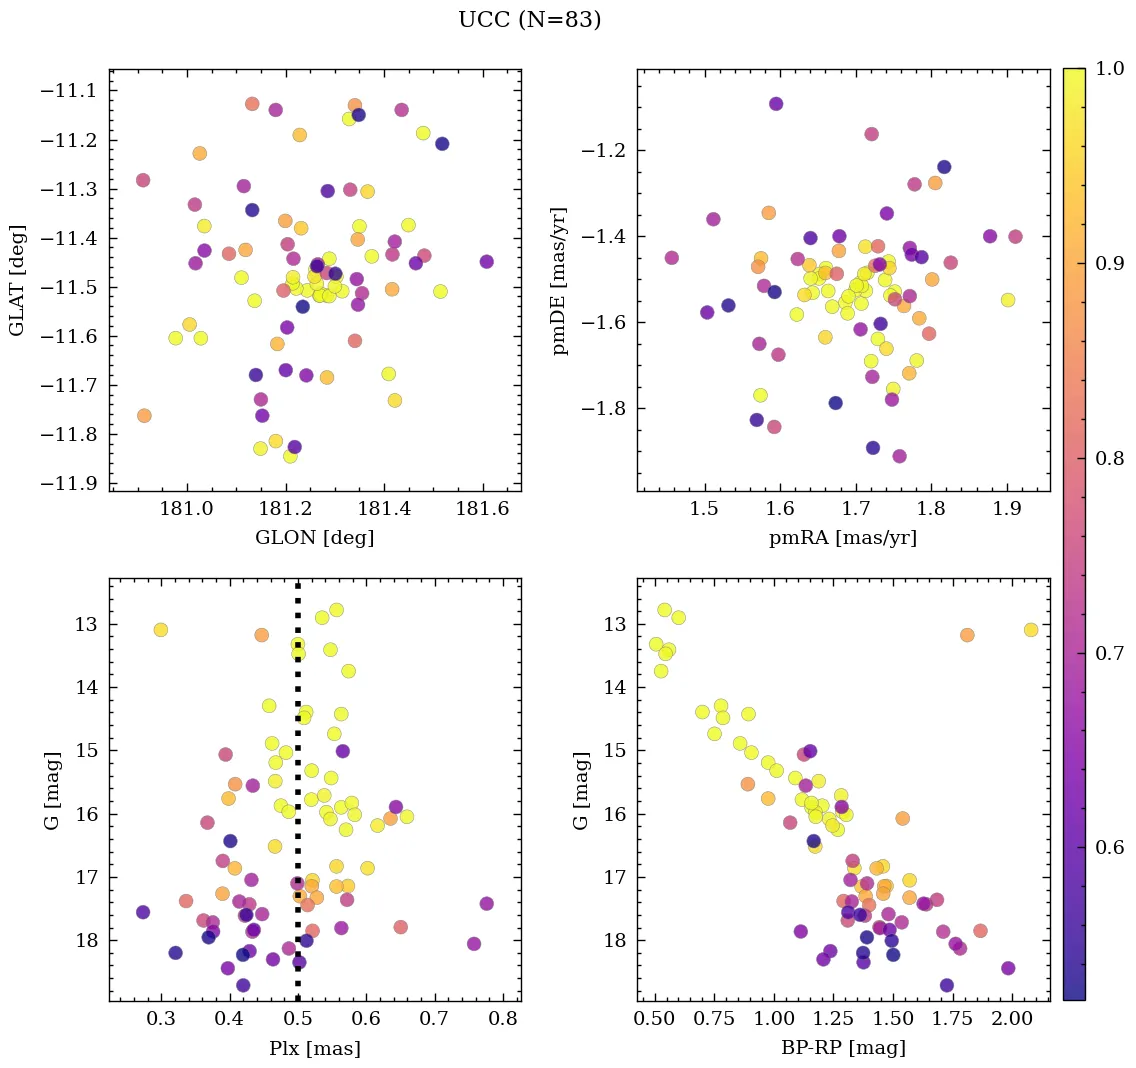 UCC (N=83)
−11.1
−11.2
−11.3
−11.4
−11.5
−11.6
−11.7
−11.8
−11.9
GLAT [deg]
181.0 181.2 181.4 181.6
GLON [deg]
−1.2
−1.4
−1.6
−1.8
pmDE [mas/yr]
1.5 1.6 1.7 1.8 1.9
pmRA [mas/yr]
13
14
15
16
17
18
G [mag]
0.3 0.4 0.5 0.6 0.7 0.8
Plx [mas]
13
14
15
16
17
18
G [mag]
0.50 0.75 1.00 1.25 1.50 1.75 2.00
BP-RP [mag]
1.0
0.9
0.8
0.7
0.6